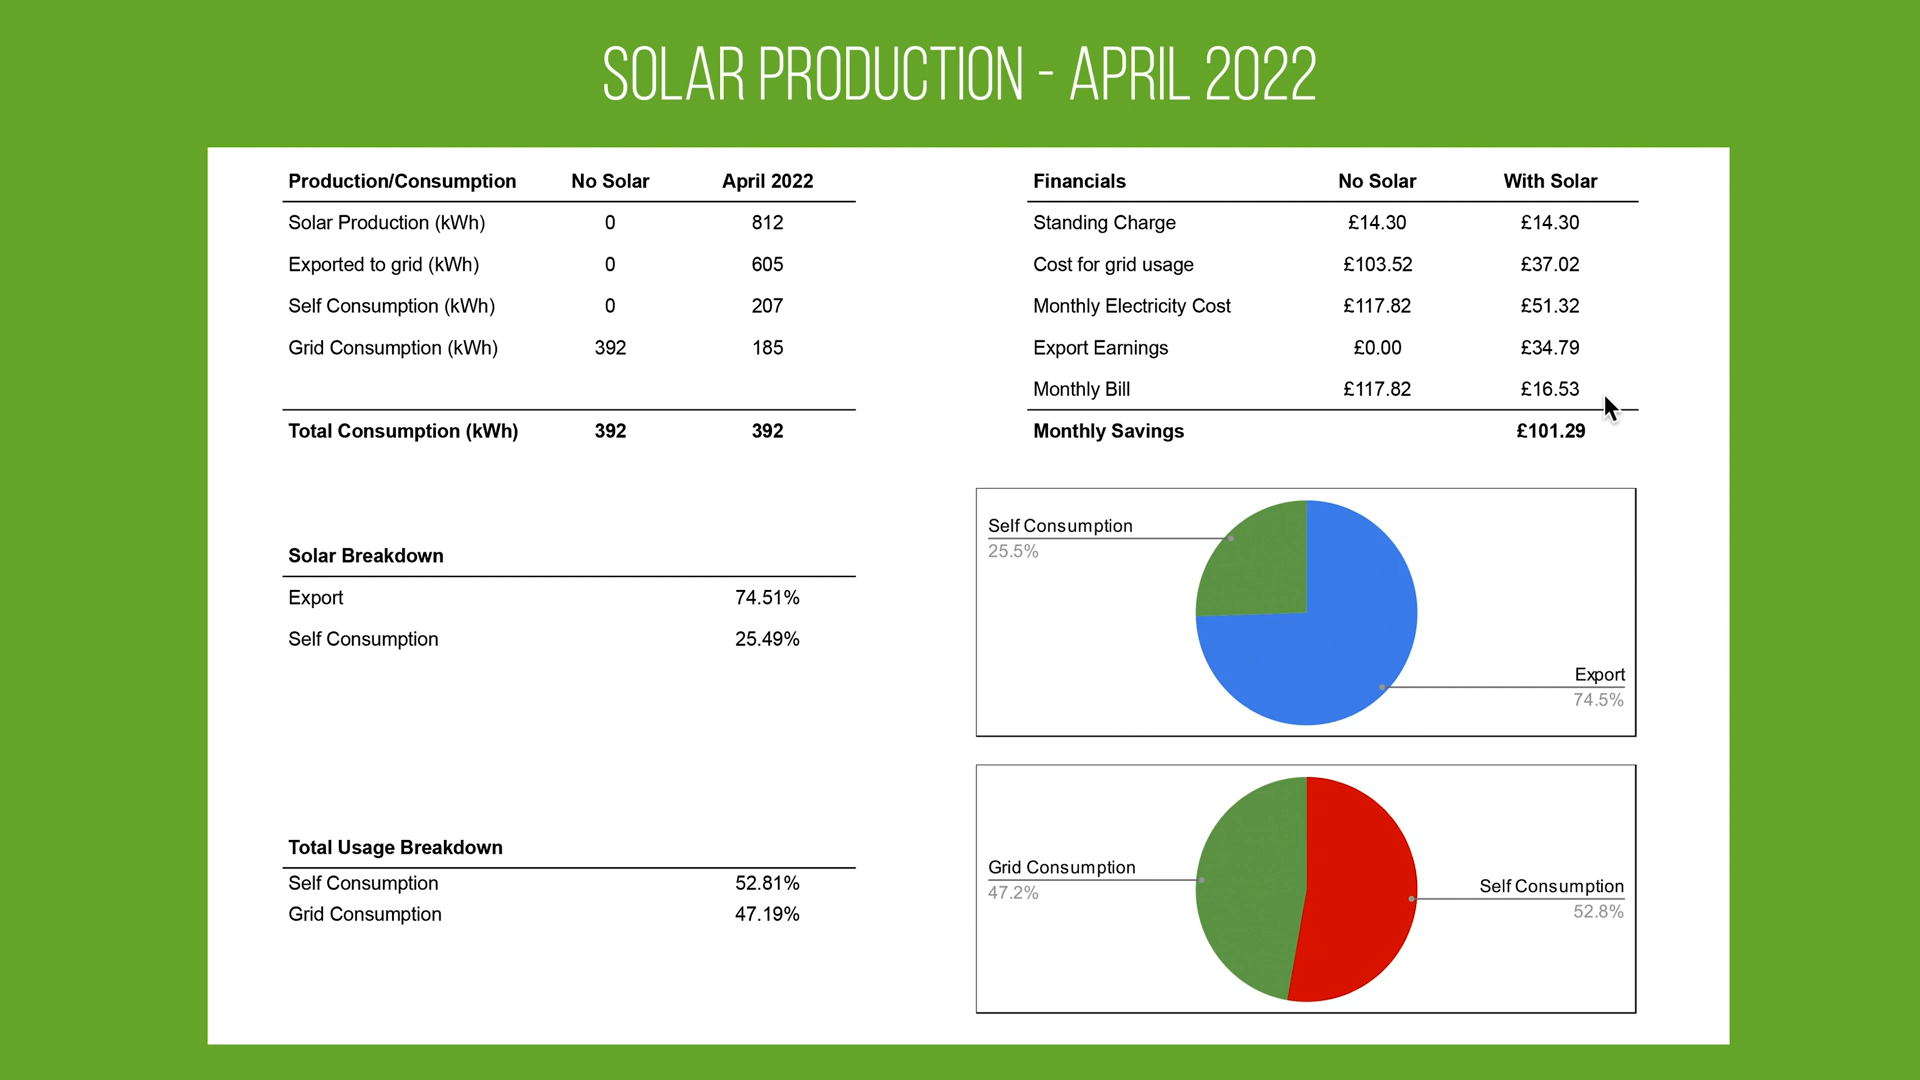 SOLAR PRODUCTION - APRIL 2022
Production/Consumption No Solar April 2022
Solar Production (kWh) 0 812
Exported to grid (kWh) 0 605
Self Consumption (kWh) 0 207
Grid Consumption (kWh) 392 185
Total Consumption (kWh) 392 392
Financials No Solar With Solar
Standing Charge £14.30 £14.30
Cost for grid usage £103.52 £37.02
Monthly Electricity Cost £117.82 £51.32
Export Earnings £0.00 £34.79
Monthly Bill £117.82 £16.53
Monthly Savings £101.29
Solar Breakdown
Export 74.51%
Self Consumption 25.49%
Self Consumption
25.5%
Export
74.5%
Total Usage Breakdown
Self Consumption 52.81%
Grid Consumption 47.19%
Grid Consumption
47.2%
Self Consumption
52.8%